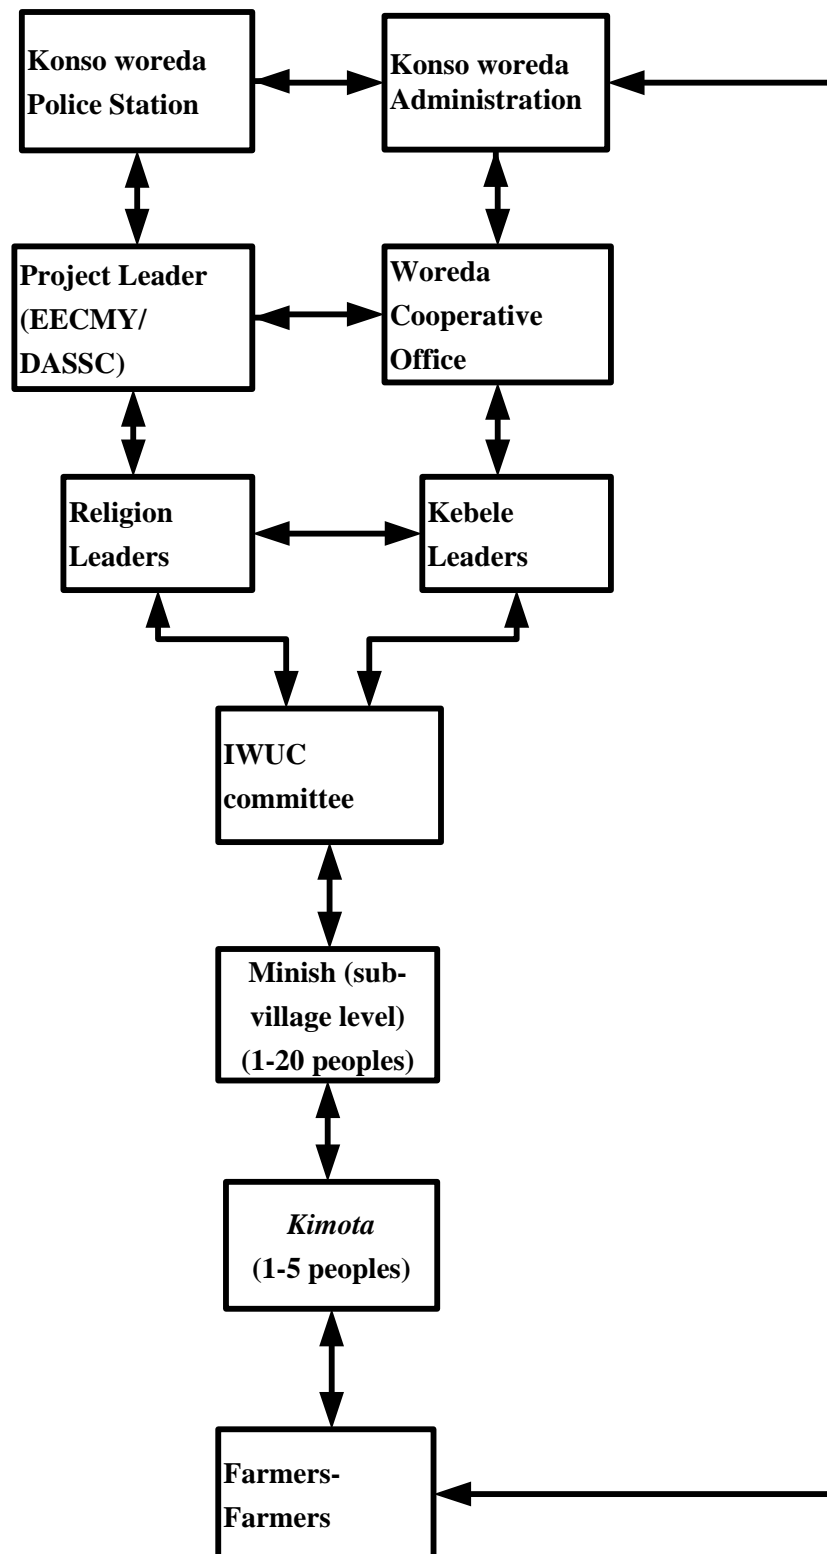 Konso woreda
Police Station
Konso woreda
Administration
Project Leader
(EECMY/
DASSC)
Woreda
Cooperative
Office
Religion
Leaders
Kebele
Leaders
IWUC
committee
Minish (sub-
village level)
(1-20 peoples)
Kimota
(1-5 peoples)
Farmers-
Farmers